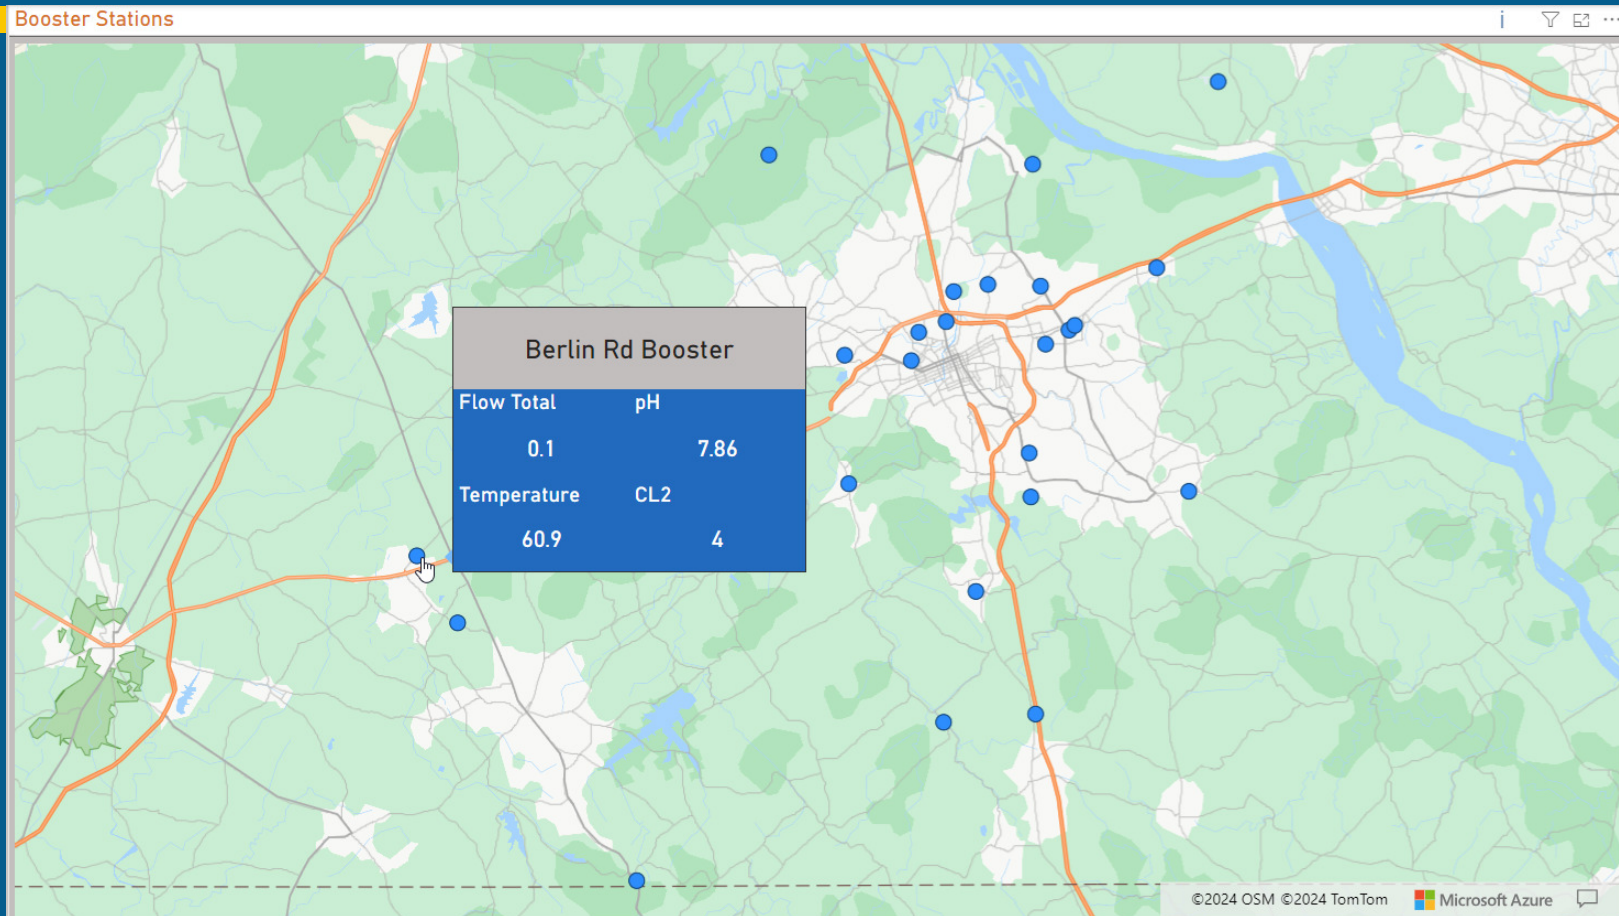 Booster Stations
Berlin Rd Booster
Flow Total pH
0.1 7.86
Temperature CL2
60.9 4
©2024 OSM ©2024 TomTom Microsoft Azure